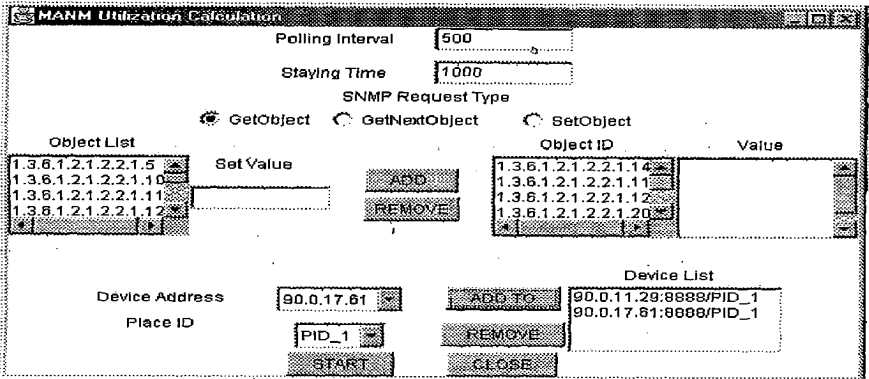 MANM Utilization Calculation
Polling Interval 500
Staying Time 1000
SNMP Request Type
GetObject GetNextObject SetObject
Object List
1.3.6.1.2.1.2.2.1.5
1.3.6.1.2.1.2.2.1.10
1.3.6.1.2.1.2.2.1.11
1.3.6.1.2.1.2.2.1.12
Set Value
ADD
REMOVE
Object ID
1.3.6.1.2.1.2.2.1.14
1.3.6.1.2.1.2.2.1.11
1.3.6.1.2.1.2.2.1.12
1.3.6.1.2.1.2.2.1.20
Value
Device Address 90.0.17.61
Place ID PID_1
ADD TO
REMOVE
Device List
90.0.11.29:8888/PID_1
90.0.17.61:8888/PID_1
START CLOSE